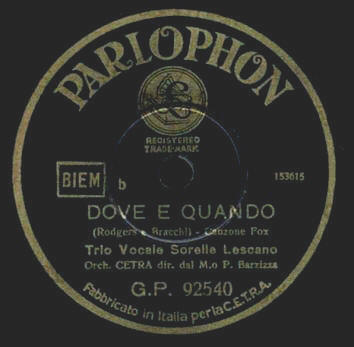 PARLOPHON
REGISTERED
TRADE-MARK
BIEM
b
153615
DOVE E QUANDO
(Rodgers e Bracchi) - Canzone Fox
Trio Vocale Sorelle Lescano
Orch. CETRA dir. dal M.o P. Barzizza
G.P. 92540
Fabbricato in Italia per la C.E.T.R.A.